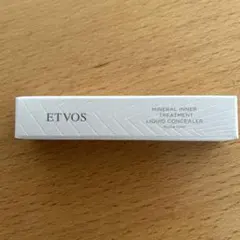 ETVOS
MINERAL INNER
TREATMENT
LIQUID CONCEALER